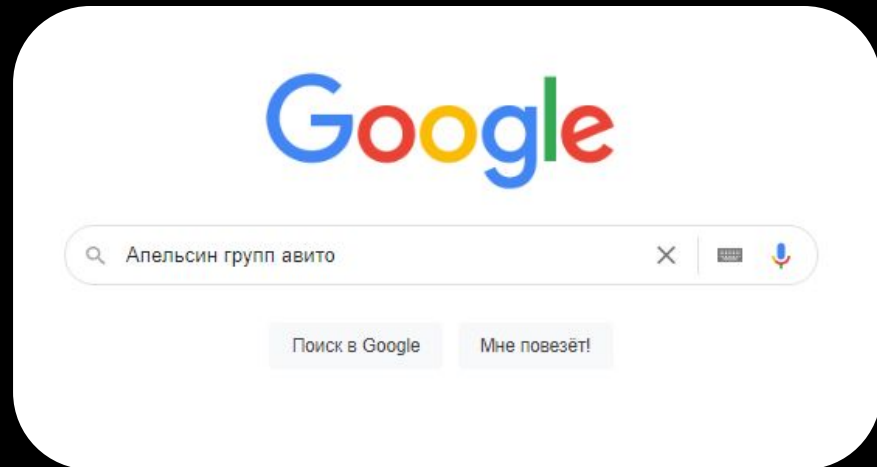 Google
Апельсин групп авито
Поиск в Google
Мне повезёт!